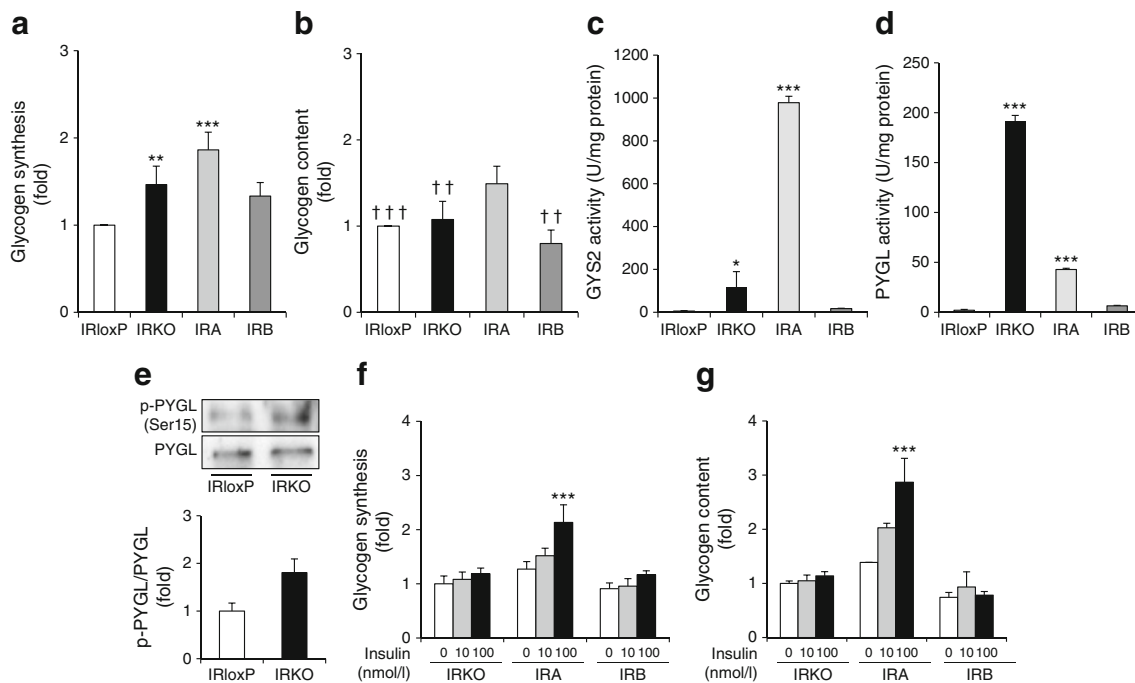 a
Glycogen synthesis
(fold)
3
2
1
0
**
***
IRloxP IRKO IRA IRB
b
Glycogen content
(fold)
3
2
1
0
†††
††
††
IRloxP IRKO IRA IRB
c
GYS2 activity (U/mg protein)
1200
1000
800
600
400
200
0
*
***
IRloxP IRKO IRA IRB
d
PYGL activity (U/mg protein)
250
200
150
100
50
0
***
***
IRloxP IRKO IRA IRB
e
p-PYGL
(Ser15)
PYGL
IRloxP IRKO
p-PYGL/PYGL
(fold)
3
2
1
0
IRloxP IRKO
f
Glycogen synthesis
(fold)
4
3
2
1
0
***
Insulin 0 10 100 0 10 100 0 10 100
(nmol/l) IRKO IRA IRB
g
Glycogen content
(fold)
4
3
2
1
0
***
Insulin 0 10 100 0 10 100 0 10 100
(nmol/l) IRKO IRA IRB